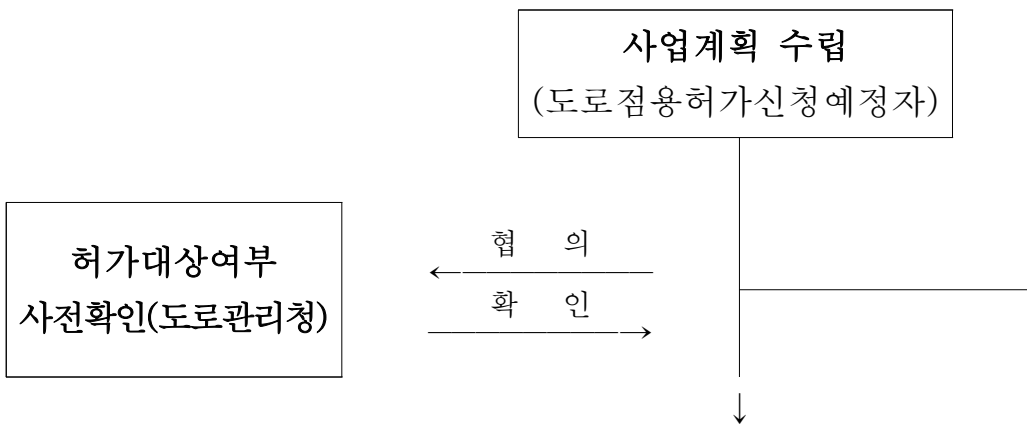 사업계획 수립
(도로점용허가신청예정자)
허가대상여부
사전확인(도로관리청)
협 의
확 인